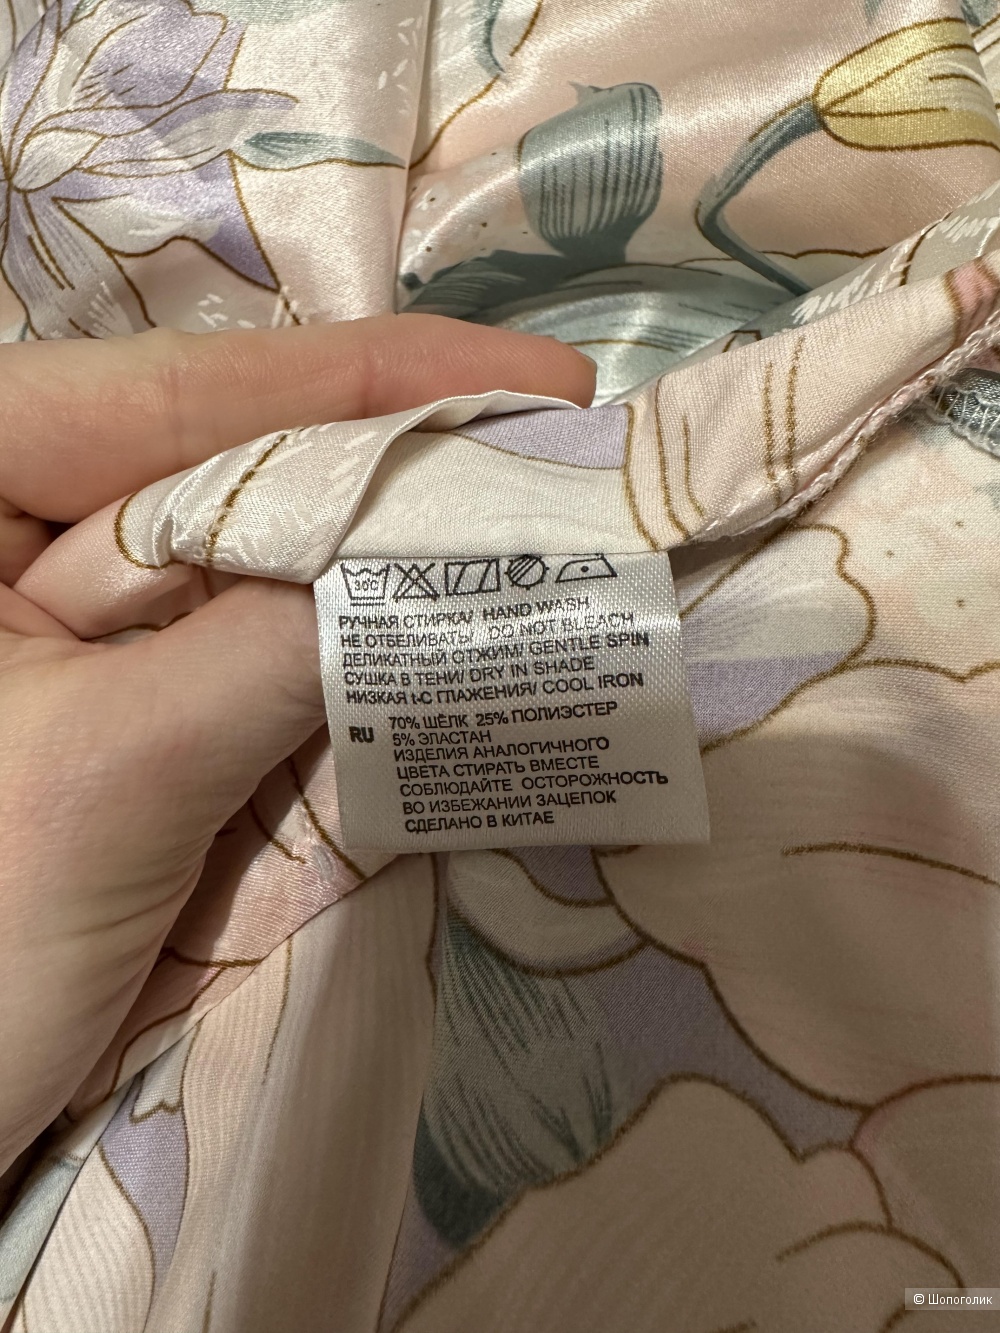 30°C
РУЧНАЯ СТИРКА/ HAND WASH
НЕ ОТБЕЛИВАТЬ/ DO NOT BLEACH
ДЕЛИКАТНЫЙ ОТЖИМ/ GENTLE SPIN
СУШКА В ТЕНИ/ DRY IN SHADE
НИЗКАЯ t◦C ГЛАЖЕНИЯ/ COOL IRON
RU 70% ШЁЛК 25% ПОЛИЭСТЕР
5% ЭЛАСТАН
ИЗДЕЛИЯ АНАЛОГИЧНОГО
ЦВЕТА СТИРАТЬ ВМЕСТЕ
СОБЛЮДАЙТЕ ОСТОРОЖНОСТЬ
ВО ИЗБЕЖАНИИ ЗАЦЕПОК
СДЕЛАНО В КИТАЕ
© Шопоголик